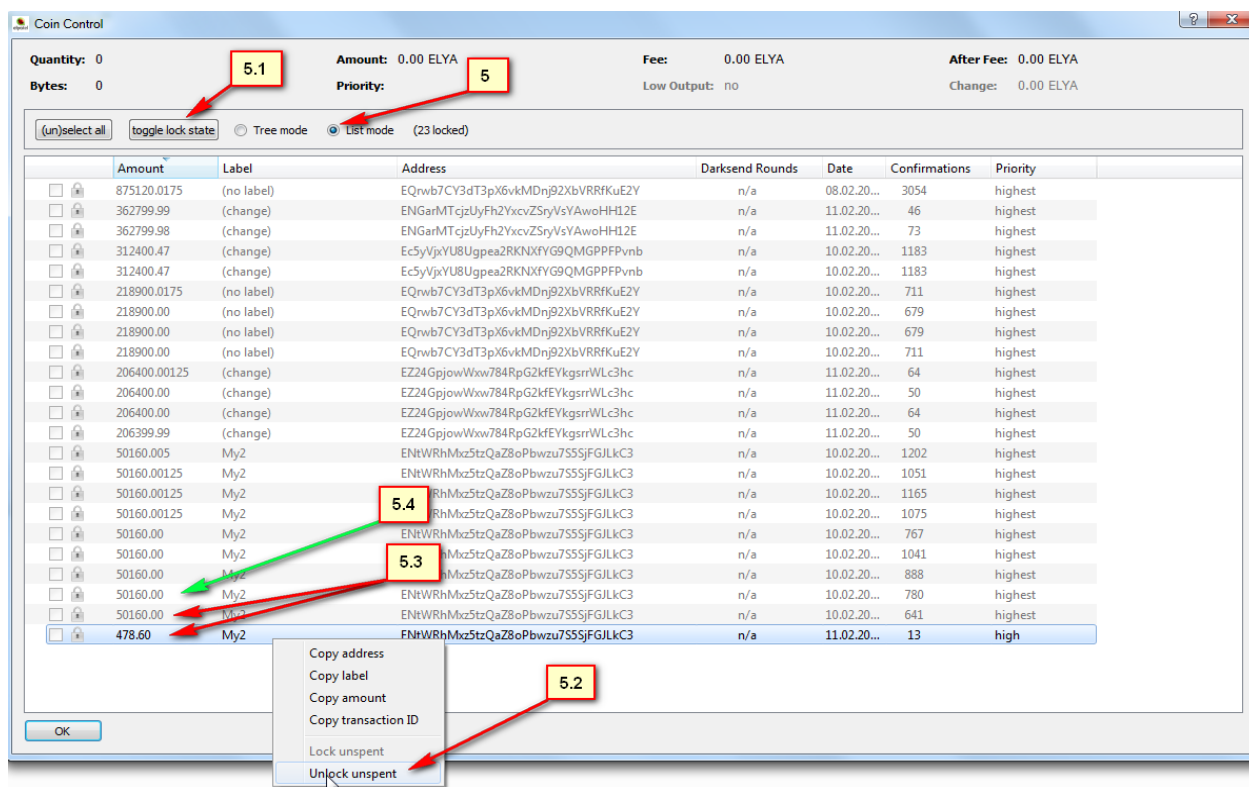 Coin Control
Quantity: 0 Amount: 0.00 ELYA Fee: 0.00 ELYA After Fee: 0.00 ELYA
5.1
5
Bytes: 0 Priority: Low Output: no Change: 0.00 ELYA
(un)select all toggle lock state Tree mode List mode (23 locked)
Amount Label Address Darksend Rounds Date Confirmations Priority
875120.0175 (no label) EQrwb7CY3dT3pX6vkMDnj92XbVRRfKuE2Y n/a 08.02.20... 3054 highest
362799.99 (change) ENGarMTcjzUyFh2YxcvZSryVsYAwoHH12E n/a 11.02.20... 46 highest
362799.98 (change) ENGarMTcjzUyFh2YxcvZSryVsYAwoHH12E n/a 11.02.20... 73 highest
312400.47 (change) Ec5yVjxYU8Ugpea2RKNXfYG9QMGPPFPvnb n/a 10.02.20... 1183 highest
312400.47 (change) Ec5yVjxYU8Ugpea2RKNXfYG9QMGPPFPvnb n/a 10.02.20... 1183 highest
218900.0175 (no label) EQrwb7CY3dT3pX6vkMDnj92XbVRRfKuE2Y n/a 10.02.20... 711 highest
218900.00 (no label) EQrwb7CY3dT3pX6vkMDnj92XbVRRfKuE2Y n/a 10.02.20... 679 highest
218900.00 (no label) EQrwb7CY3dT3pX6vkMDnj92XbVRRfKuE2Y n/a 10.02.20... 679 highest
218900.00 (no label) EQrwb7CY3dT3pX6vkMDnj92XbVRRfKuE2Y n/a 10.02.20... 711 highest
206400.00125 (change) EZ24GpjowWxw784RpG2kfEYkgsrrWLc3hc n/a 11.02.20... 64 highest
206400.00 (change) EZ24GpjowWxw784RpG2kfEYkgsrrWLc3hc n/a 11.02.20... 50 highest
206400.00 (change) EZ24GpjowWxw784RpG2kfEYkgsrrWLc3hc n/a 11.02.20... 64 highest
206399.99 (change) EZ24GpjowWxw784RpG2kfEYkgsrrWLc3hc n/a 11.02.20... 50 highest
50160.005 My2 ENtWRhMxz5tzQaZ8oPbwzu7S5SjFGJLkC3 n/a 10.02.20... 1202 highest
50160.00125 My2 ENtWRhMxz5tzQaZ8oPbwzu7S5SjFGJLkC3 n/a 10.02.20... 1051 highest
50160.00125 My2 RhMxz5tzQaZ8oPbwzu7S5SjFGJLkC3 n/a 10.02.20... 1165 highest
5.4
50160.00125 My2 RhMxz5tzQaZ8oPbwzu7S5SjFGJLkC3 n/a 10.02.20... 1075 highest
50160.00 My2 ENtWRhMxz5tzQaZ8oPbwzu7S5SjFGJLkC3 n/a 10.02.20... 767 highest
50160.00 My2 hMxz5tzQaZ8oPbwzu7S5SjFGJLkC3 n/a 10.02.20... 1041 highest
5.3
50160.00 My2 hMxz5tzQaZ8oPbwzu7S5SjFGJLkC3 n/a 10.02.20... 888 highest
50160.00 My2 ENtWRhMxz5tzQaZ8oPbwzu7S5SjFGJLkC3 n/a 10.02.20... 780 highest
50160.00 My2 ENtWRhMxz5tzQaZ8oPbwzu7S5SjFGJLkC3 n/a 10.02.20... 641 highest
478.60 My2 ENtWRhMxz5tzQaZ8oPbwzu7S5SjFGJLkC3 n/a 11.02.20... 13 high
Copy address
Copy label
5.2
Copy amount
Copy transaction ID
OK
Lock unspent
Unlock unspent